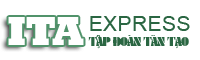 ITA EXPRESS
TẬP ĐOÀN TÂN TẠO